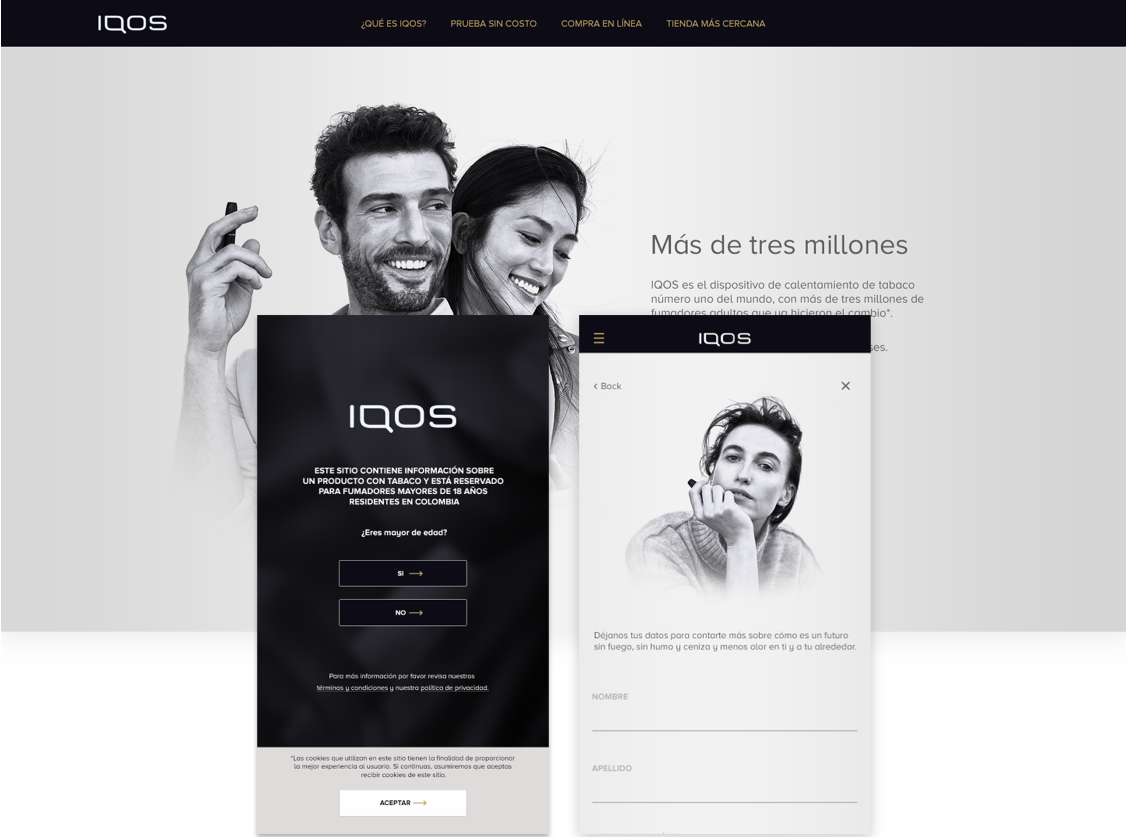 IQOS
¿QUÉ ES IQOS? PRUEBA SIN COSTO COMPRA EN LÍNEA TIENDA MÁS CERCANA
Más de tres millones
IQOS es el dispositivo de calentamiento de tabaco
número uno del mundo, con más de tres millones de
fumadores adultos que ya hicieron el cambio*.
ses.
IQOS
ESTE SITIO CONTIENE INFORMACIÓN SOBRE
UN PRODUCTO CON TABACO Y ESTÁ RESERVADO
PARA FUMADORES MAYORES DE 18 AÑOS
RESIDENTES EN COLOMBIA
¿Eres mayor de edad?
SI
NO
Para más información por favor revisa nuestros
términos y condiciones y nuestra política de privacidad.
*Las cookies que utilizan en este sitio tienen la finalidad de proporcionar
la mejor experiencia al usuario. Si continuas, asumiremos que aceptas
recibir cookies de este sitio.
ACEPTAR
IQOS
< Back
Déjanos tus datos para contarte más sobre cómo es un futuro
sin fuego, sin humo y ceniza y menos olor en ti y a tu alrededor.
NOMBRE
APELLIDO